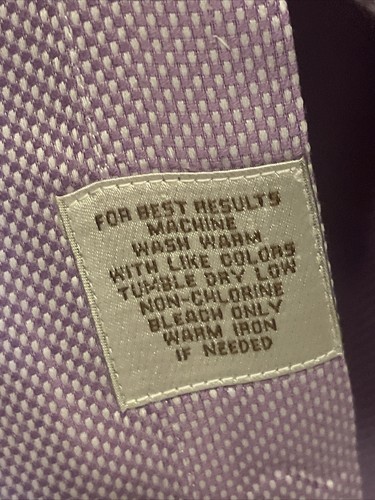 FOR BEST RESULTS
MACHINE
WASH WARM
WITH LIKE COLORS
TUMBLE DRY LOW
NON-CHLORINE
BLEACH ONLY
WARM IRON
IF NEEDED